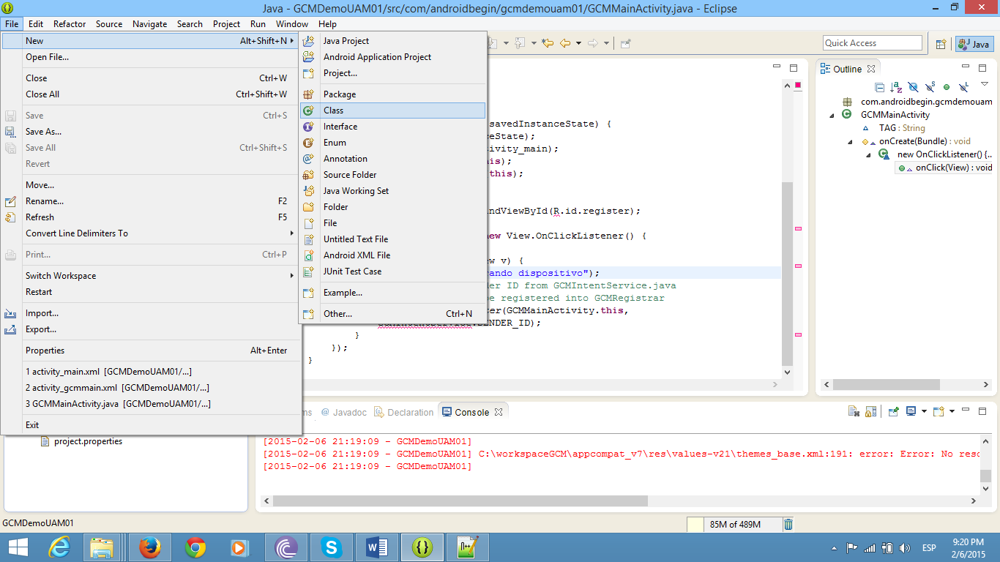 Java - GCMDemoUAM01/src/com/androidbegin/gcmdemouam01/GCMMainActivity.java - Eclipse
File Edit Refactor Source Navigate Search Project Run Window Help
New Alt+Shift+N
Open File...
Close Ctrl+W
Close All Ctrl+Shift+W
Save Ctrl+S
Save As...
Save All Ctrl+Shift+S
Revert
Move...
Rename... F2
Refresh F5
Convert Line Delimiters To
Print... Ctrl+P
Switch Workspace
Restart
Import...
Export...
Properties Alt+Enter
1 activity_main.xml [GCMDemoUAM01/...]
2 activity_gcmmain.xml [GCMDemoUAM01/...]
3 GCMMainActivity.java [GCMDemoUAM01/...]
Exit
Java Project
Android Application Project
Project...
Package
Class
Interface
Enum
Annotation
Source Folder
Java Working Set
Folder
File
Untitled Text File
Android XML File
JUnit Test Case
Example...
Other... Ctrl+N
Quick Access
Java
savedInstanceState) {
ceState);
ivity_main);
is);
this);
ndViewById(R.id.register);
new View.OnClickListener() {
w v) {
ando dispositivo");
der ID from GCMIntentService.java
be registered into GCMRegistrar
ter(GCMMainActivity.this,
ENDER_ID);
}
});
}
Outline
com.androidbegin.gcmdemouam
GCMMainActivity
TAG : String
onCreate(Bundle) : void
new OnClickListener() {...
onClick(View) : void
ms @ Javadoc Declaration Console
project.properties
[2015-02-06 21:19:09 - GCMDemoUAM01]
[2015-02-06 21:19:09 - GCMDemoUAM01] C:\workspaceGCM\appcompat_v7\res\values-v21\themes_base.xml:191: error: Error: No reso
[2015-02-06 21:19:09 - GCMDemoUAM01]
GCMDemoUAM01
85M of 489M
ESP
9:20 PM
2/6/2015